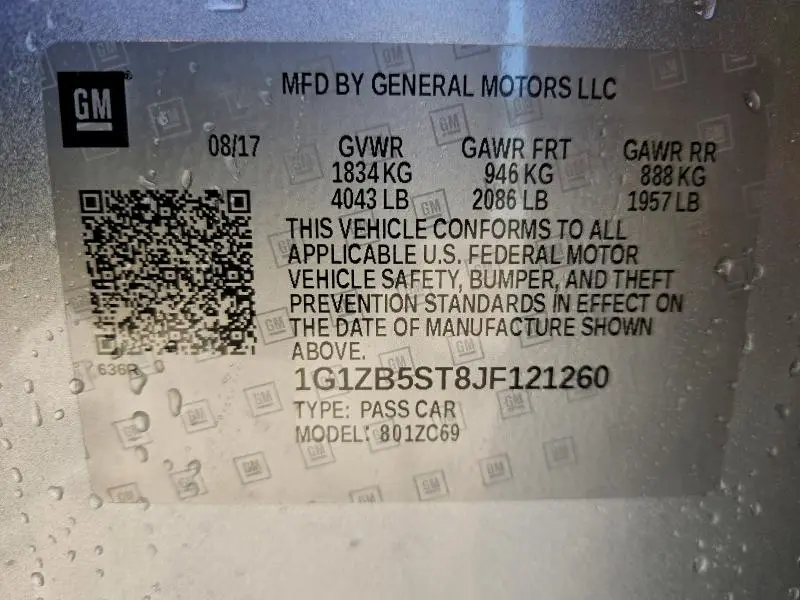 GM
MFD BY GENERAL MOTORS LLC
08/17 GVWR GAWR FRT GAWR RR
1834 KG 946 KG 888 KG
4043 LB 2086 LB 1957 LB
THIS VEHICLE CONFORMS TO ALL
APPLICABLE U.S. FEDERAL MOTOR
VEHICLE SAFETY, BUMPER, AND THEFT
PREVENTION STANDARDS IN EFFECT ON
THE DATE OF MANUFACTURE SHOWN
ABOVE.
636R 0
1G1ZB5ST8JF121260
TYPE: PASS CAR
MODEL: 801ZC69